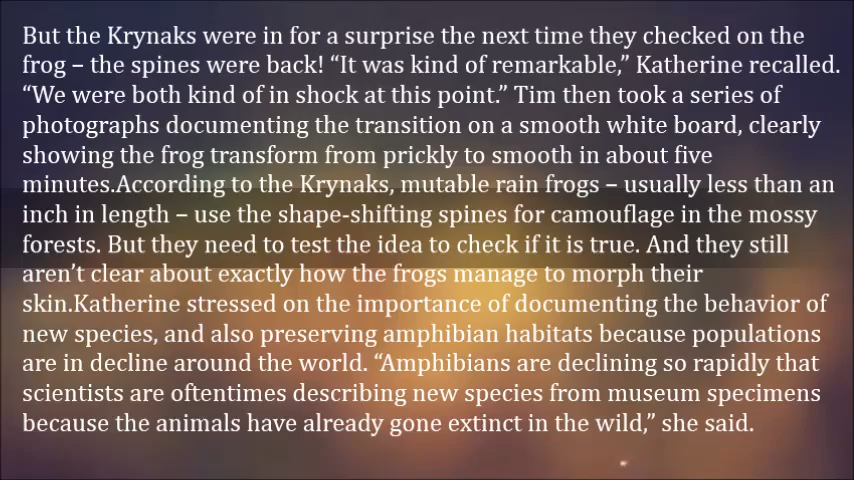 But the Krynaks were in for a surprise the next time they checked on the
frog – the spines were back! “It was kind of remarkable,” Katherine recalled.
“We were both kind of in shock at this point.” Tim then took a series of
photographs documenting the transition on a smooth white board, clearly
showing the frog transform from prickly to smooth in about five
minutes.According to the Krynaks, mutable rain frogs – usually less than an
inch in length – use the shape-shifting spines for camouflage in the mossy
forests. But they need to test the idea to check if it is true. And they still
aren’t clear about exactly how the frogs manage to morph their
skin.Katherine stressed on the importance of documenting the behavior of
new species, and also preserving amphibian habitats because populations
are in decline around the world. “Amphibians are declining so rapidly that
scientists are oftentimes describing new species from museum specimens
because the animals have already gone extinct in the wild,” she said.